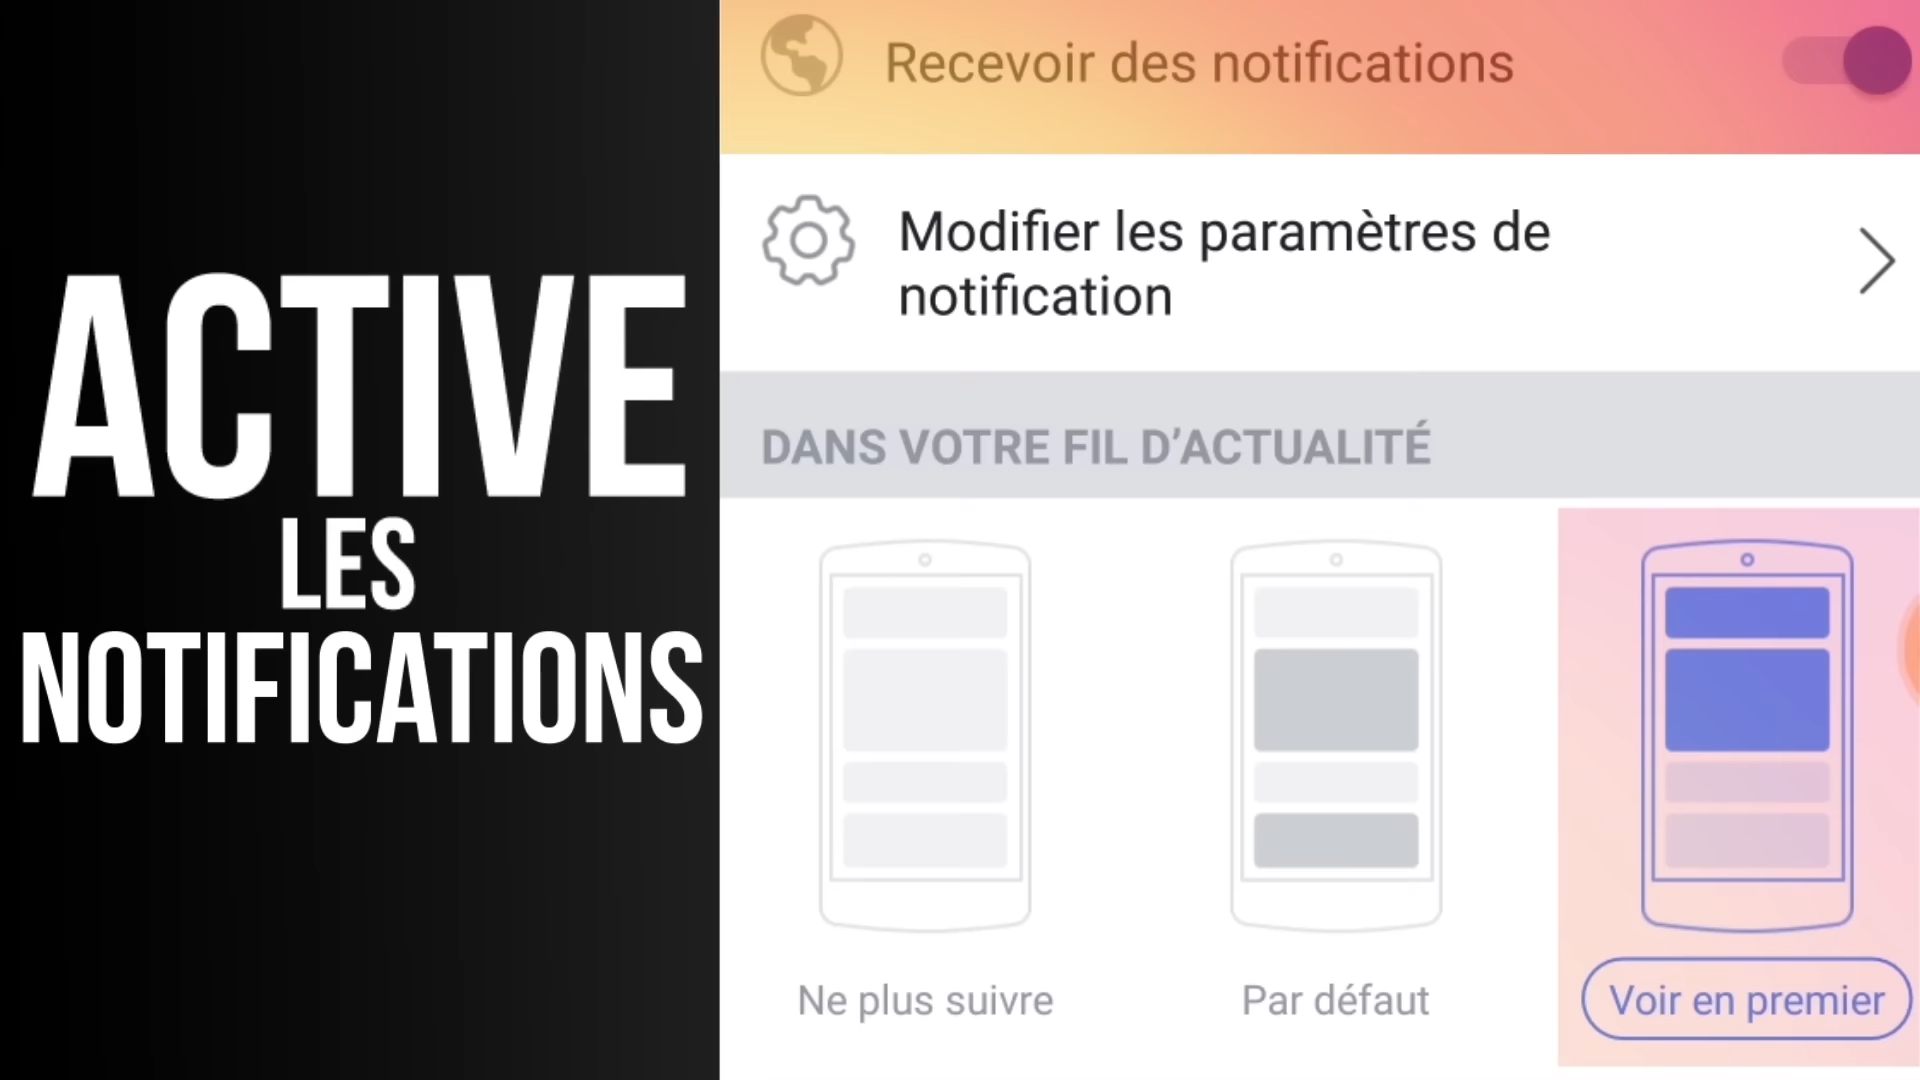 ACTIVE
LES
NOTIFICATIONS
Recevoir des notifications
Modifier les paramètres de
notification
DANS VOTRE FIL D’ACTUALITÉ
Ne plus suivre
Par défaut
Voir en premier